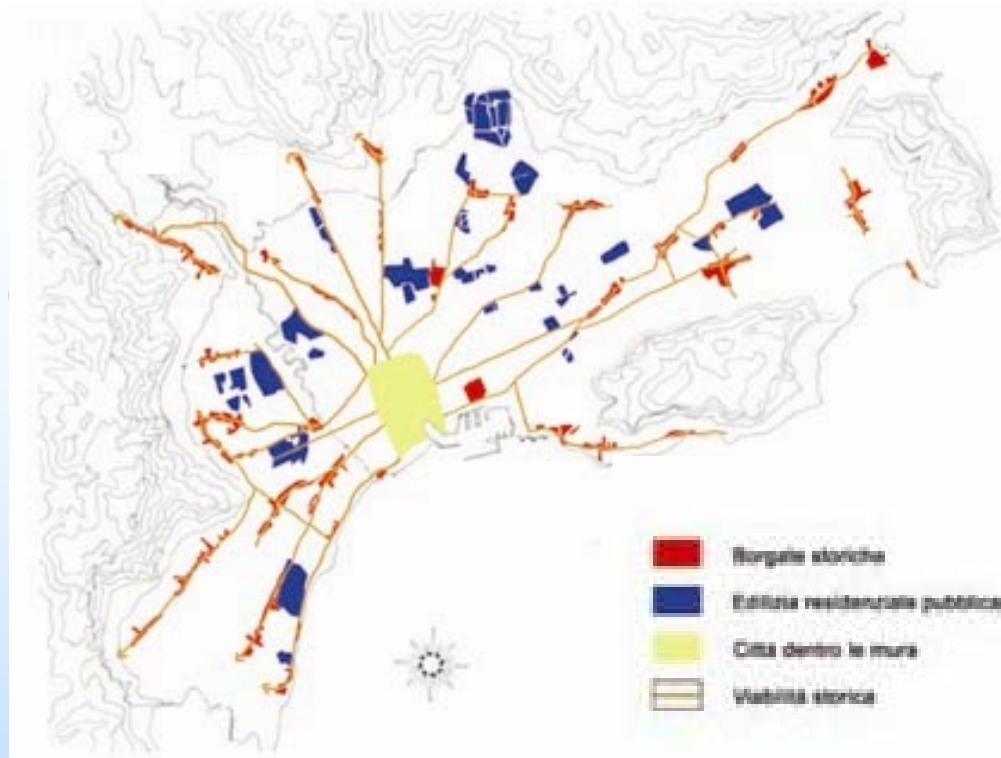 Borgate storiche
Edilizia residenziale pubblica
Città dentro le mura
Viabilità storica